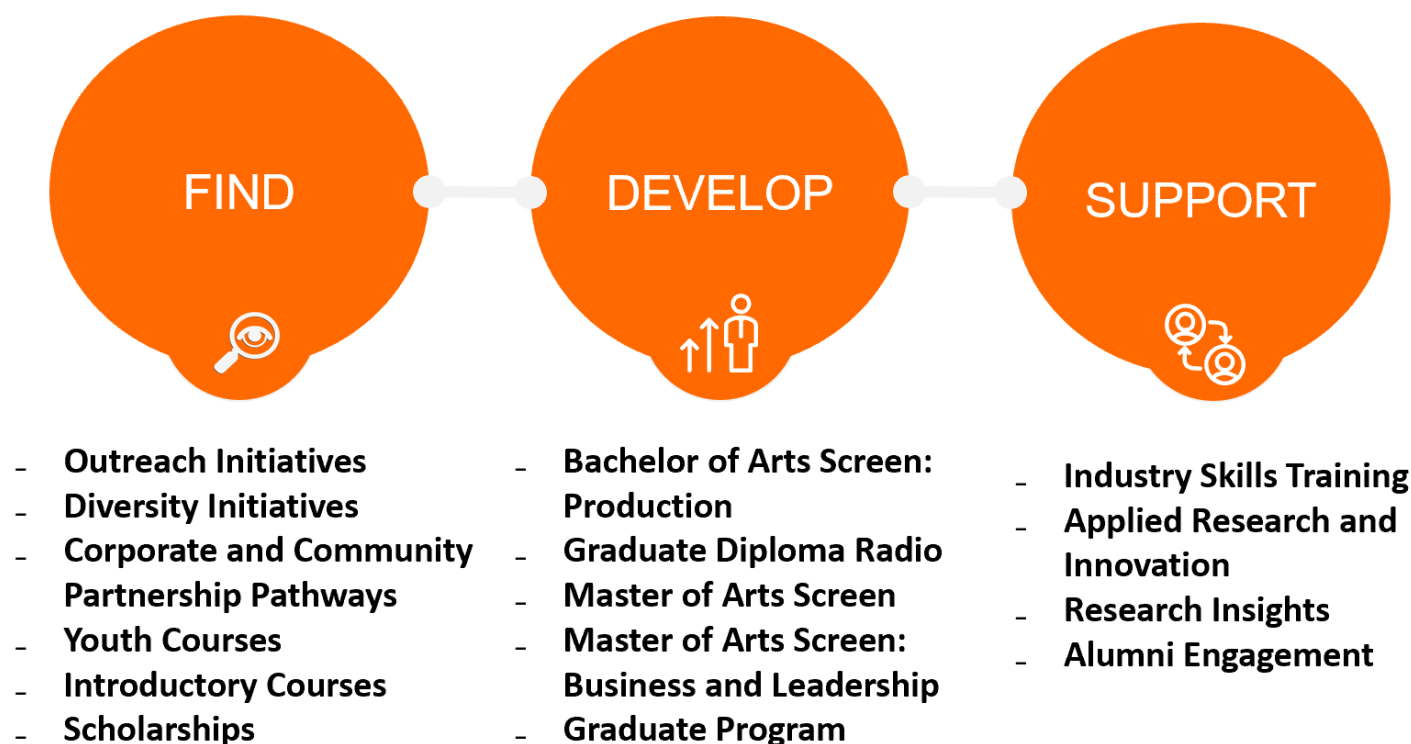 FIND
DEVELOP
SUPPORT
- Outreach Initiatives
- Diversity Initiatives
- Corporate and Community
Partnership Pathways
- Youth Courses
- Introductory Courses
- Scholarships
- Bachelor of Arts Screen:
Production
- Graduate Diploma Radio
- Master of Arts Screen
- Master of Arts Screen:
Business and Leadership
- Graduate Program
- Industry Skills Training
- Applied Research and
Innovation
- Research Insights
- Alumni Engagement